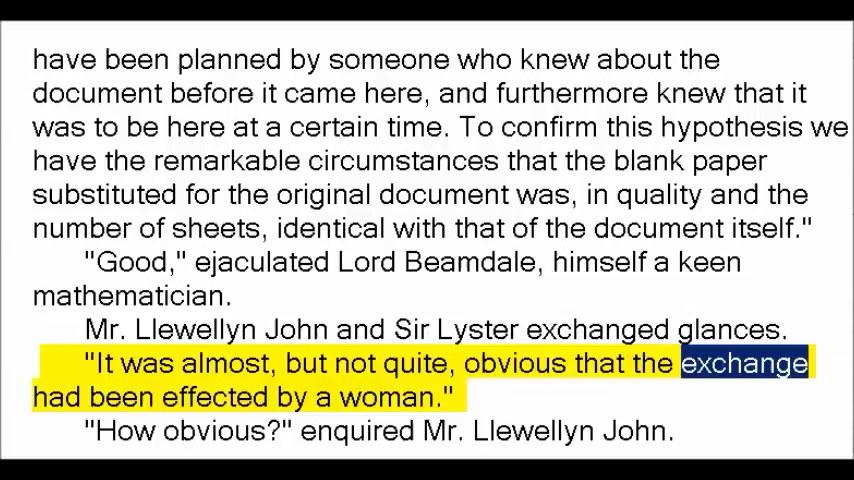 have been planned by someone who knew about the
document before it came here, and furthermore knew that it
was to be here at a certain time. To confirm this hypothesis we
have the remarkable circumstances that the blank paper
substituted for the original document was, in quality and the
number of sheets, identical with that of the document itself."
"Good," ejaculated Lord Beamdale, himself a keen
mathematician.
Mr. Llewellyn John and Sir Lyster exchanged glances.
"It was almost, but not quite, obvious that the exchange
had been effected by a woman."
"How obvious?" enquired Mr. Llewellyn John.